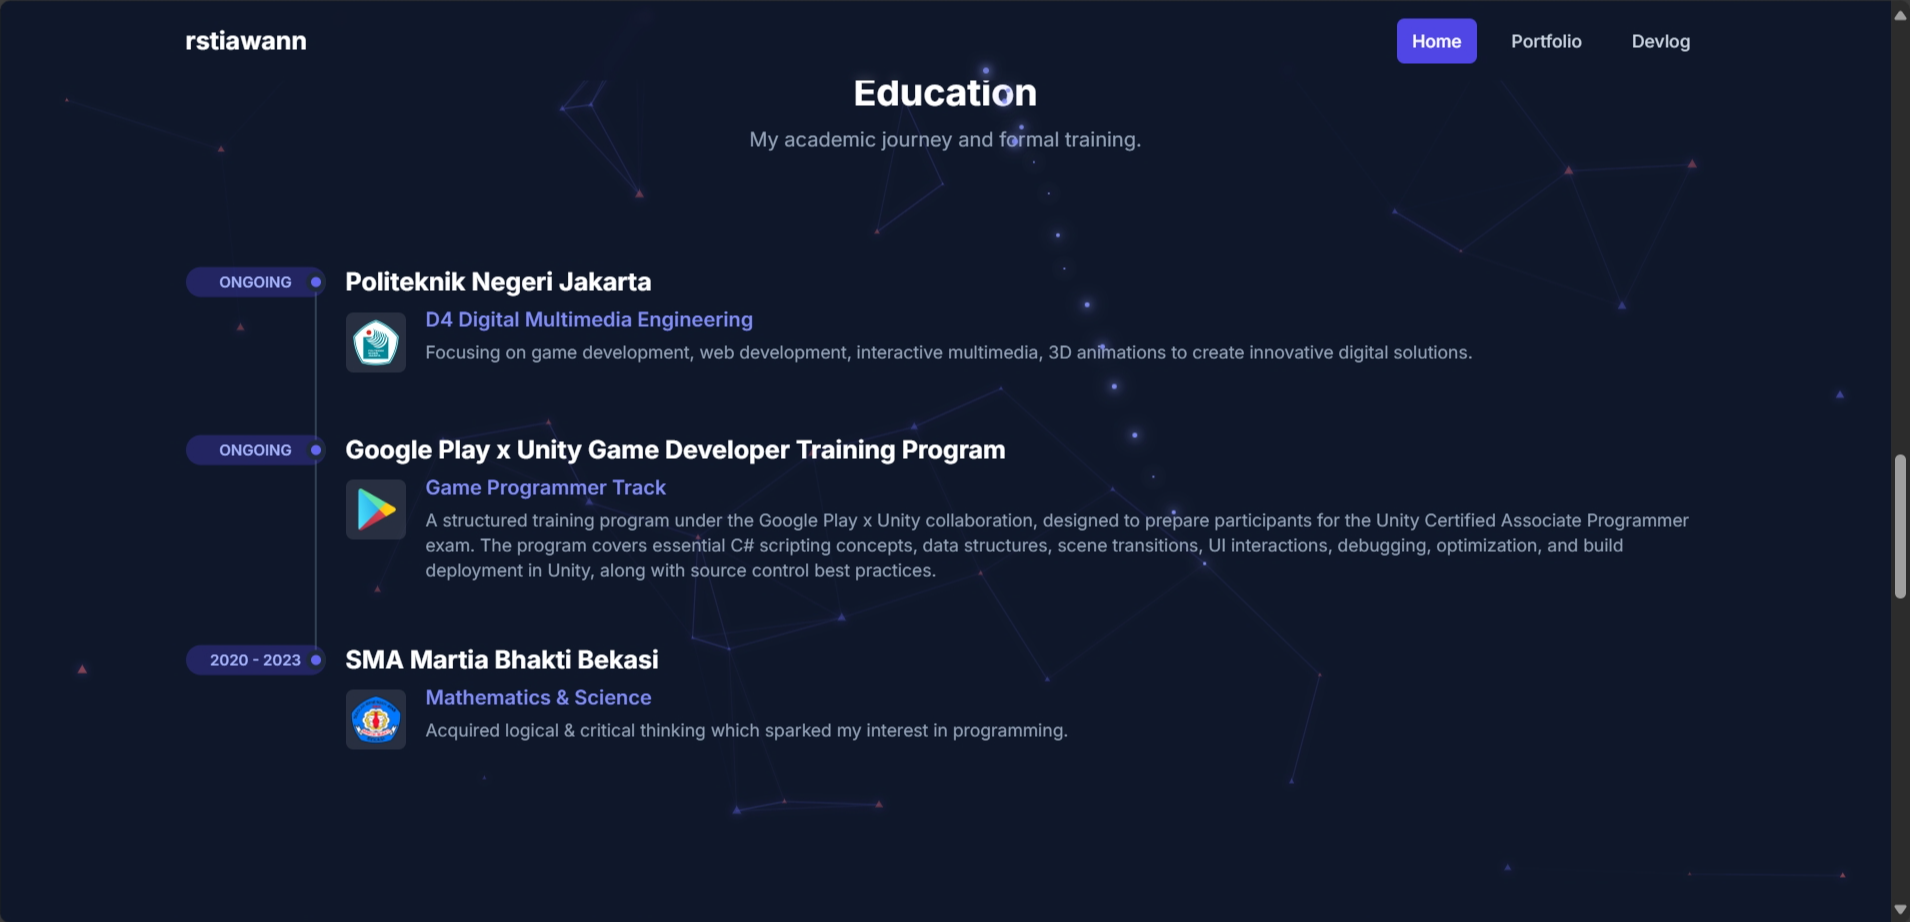 rstiawann
Home
Portfolio
Devlog
Education
My academic journey and formal training.
ONGOING
Politeknik Negeri Jakarta
D4 Digital Multimedia Engineering
Focusing on game development, web development, interactive multimedia, 3D animations to create innovative digital solutions.
ONGOING
Google Play x Unity Game Developer Training Program
Game Programmer Track
A structured training program under the Google Play x Unity collaboration, designed to prepare participants for the Unity Certified Associate Programmer
exam. The program covers essential C# scripting concepts, data structures, scene transitions, UI interactions, debugging, optimization, and build
deployment in Unity, along with source control best practices.
2020 - 2023
SMA Martia Bhakti Bekasi
Mathematics & Science
Acquired logical & critical thinking which sparked my interest in programming.